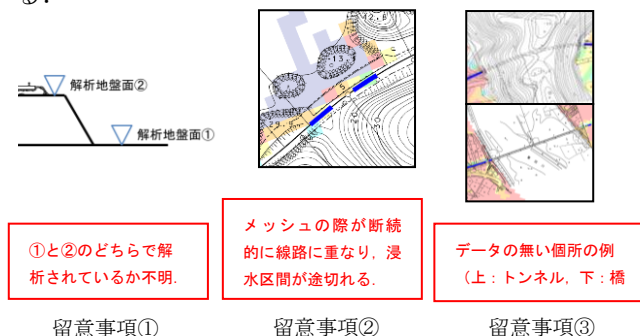 解析地盤面②
解析地盤面①
12.6
13
①と②のどちらで解
析されているか不明.
メッシュの際が断続
的に線路に重なり，浸
水区間が途切れる.
データの無い個所の例
（上：トンネル，下：橋
留意事項①
留意事項②
留意事項③